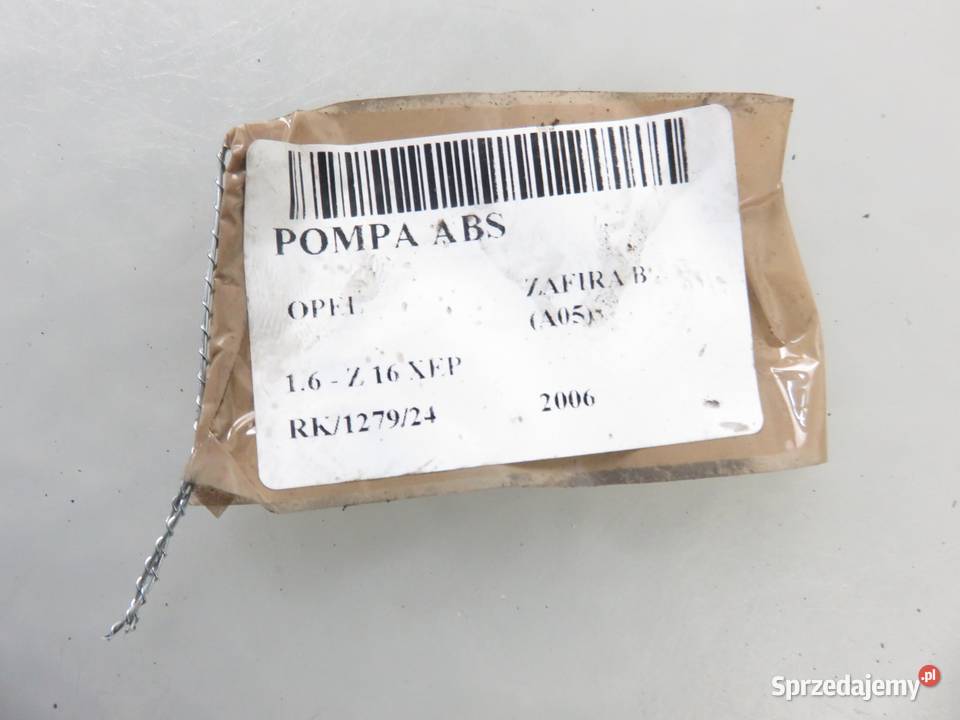 POMPA ABS
OPEL
ZAFIRA B
(A05)
1.6 - Z 16 XEP
RK/1279/24
2006
Sprzedajemy.pl